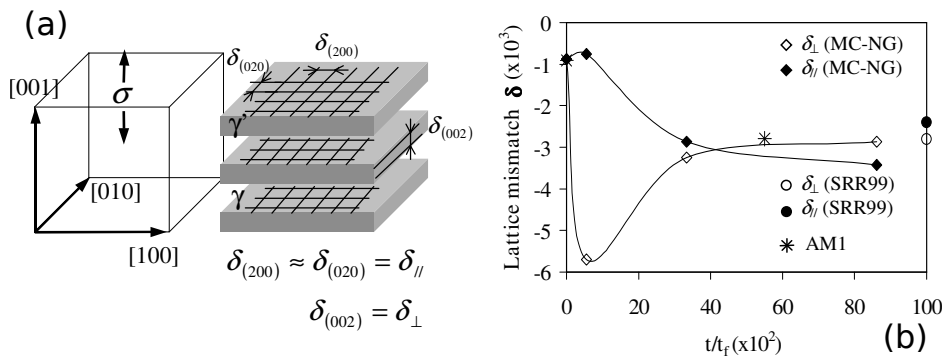 (a)
δ(200)
δ(020)
[001]
σ
γ'
δ(002)
[010]
γ
[100]
δ(200) ≈ δ(020) = δ//
δ(002) = δ⊥
Lattice mismatch δ (x10³)
0
-1
-2
-3
-4
-5
-6
δ⊥ (MC-NG)
δ// (MC-NG)
δ⊥ (SRR99)
δ// (SRR99)
AM1
0 20 40 60 80 100
t/tf (x10²)
(b)